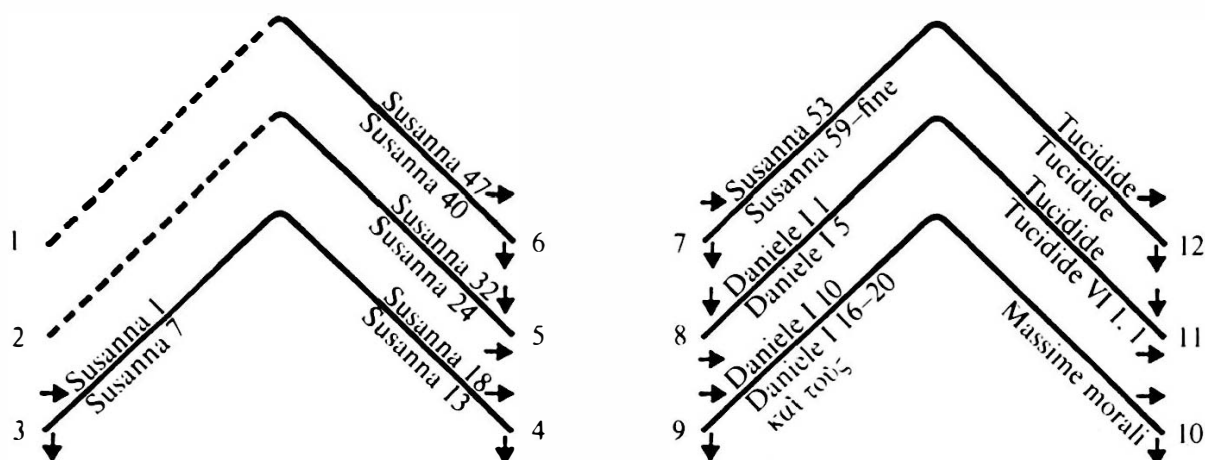 1
Susanna 47
Susanna 40
6
2
Susanna 32
Susanna 24
5
Susanna 1
Susanna 7
3
Susanna 18
Susanna 13
4
Susanna 53
Susanna 59–fine
7
Tucidide
Tucidide
12
Daniele I 1
Daniele I 5
8
Tucidide
Tucidide VI 1. 1
11
Daniele I 10
Daniele I 16–20
καὶ τοὺς
9
Massime morali
10